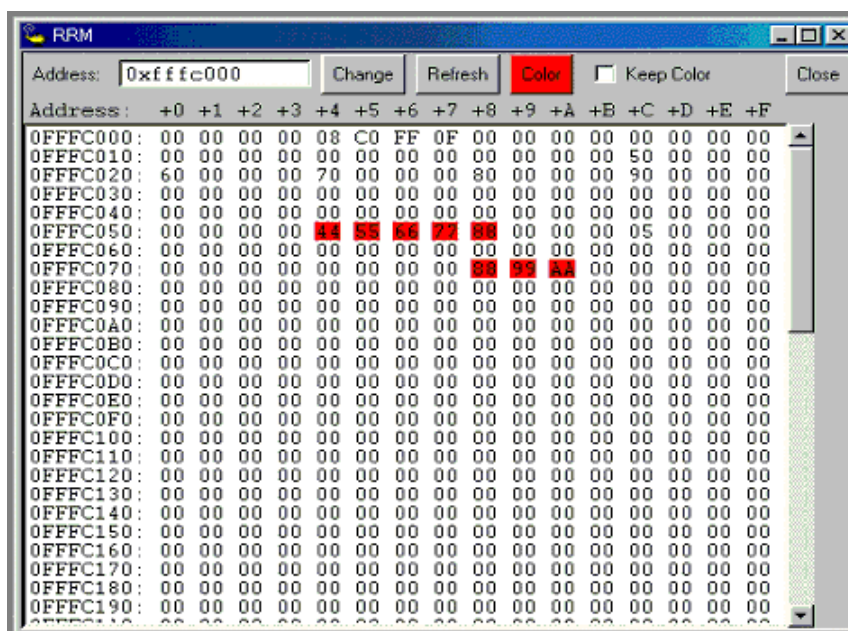 RRM
Address: 0xfffc000 Change Refresh Color Keep Color Close
Address: +0 +1 +2 +3 +4 +5 +6 +7 +8 +9 +A +B +C +D +E +F
0FFFC000: 00 00 00 00 08 C0 FF 0F 00 00 00 00 00 00 00 00
0FFFC010: 00 00 00 00 00 00 00 00 00 00 00 00 50 00 00 00
0FFFC020: 60 00 00 00 70 00 00 00 80 00 00 00 90 00 00 00
0FFFC030: 00 00 00 00 00 00 00 00 00 00 00 00 00 00 00 00
0FFFC040: 00 00 00 00 00 00 00 00 00 00 00 00 00 00 00 00
0FFFC050: 00 00 00 00 44 55 66 77 88 00 00 00 05 00 00 00
0FFFC060: 00 00 00 00 00 00 00 00 00 00 00 00 00 00 00 00
0FFFC070: 00 00 00 00 00 00 00 00 88 99 AA 00 00 00 00 00
0FFFC080: 00 00 00 00 00 00 00 00 00 00 00 00 00 00 00 00
0FFFC090: 00 00 00 00 00 00 00 00 00 00 00 00 00 00 00 00
0FFFC0A0: 00 00 00 00 00 00 00 00 00 00 00 00 00 00 00 00
0FFFC0B0: 00 00 00 00 00 00 00 00 00 00 00 00 00 00 00 00
0FFFC0C0: 00 00 00 00 00 00 00 00 00 00 00 00 00 00 00 00
0FFFC0D0: 00 00 00 00 00 00 00 00 00 00 00 00 00 00 00 00
0FFFC0E0: 00 00 00 00 00 00 00 00 00 00 00 00 00 00 00 00
0FFFC0F0: 00 00 00 00 00 00 00 00 00 00 00 00 00 00 00 00
0FFFC100: 00 00 00 00 00 00 00 00 00 00 00 00 00 00 00 00
0FFFC110: 00 00 00 00 00 00 00 00 00 00 00 00 00 00 00 00
0FFFC120: 00 00 00 00 00 00 00 00 00 00 00 00 00 00 00 00
0FFFC130: 00 00 00 00 00 00 00 00 00 00 00 00 00 00 00 00
0FFFC140: 00 00 00 00 00 00 00 00 00 00 00 00 00 00 00 00
0FFFC150: 00 00 00 00 00 00 00 00 00 00 00 00 00 00 00 00
0FFFC160: 00 00 00 00 00 00 00 00 00 00 00 00 00 00 00 00
0FFFC170: 00 00 00 00 00 00 00 00 00 00 00 00 00 00 00 00
0FFFC180: 00 00 00 00 00 00 00 00 00 00 00 00 00 00 00 00
0FFFC190: 00 00 00 00 00 00 00 00 00 00 00 00 00 00 00 00